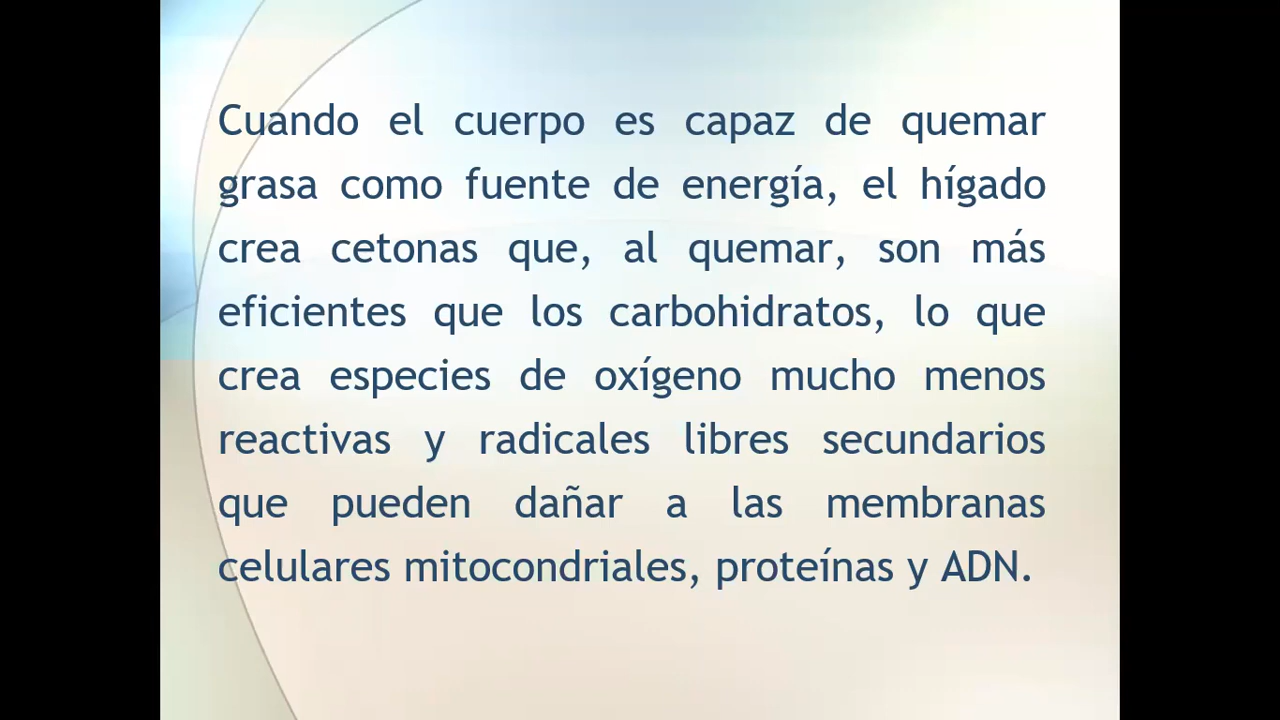 Cuando el cuerpo es capaz de quemar
grasa como fuente de energía, el hígado
crea cetonas que, al quemar, son más
eficientes que los carbohidratos, lo que
crea especies de oxígeno mucho menos
reactivas y radicales libres secundarios
que pueden dañar a las membranas
celulares mitocondriales, proteínas y ADN.